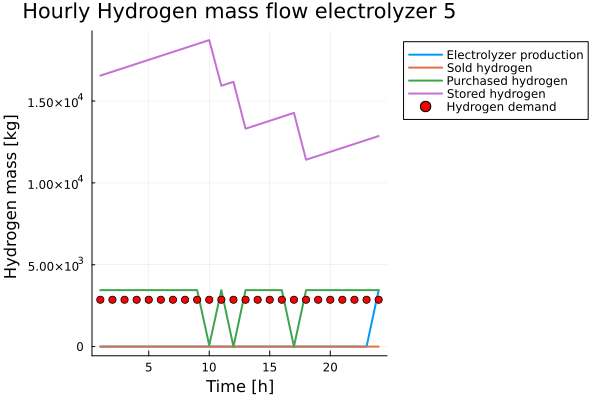 Hourly Hydrogen mass flow electrolyzer 5
Electrolyzer production
Sold hydrogen
Purchased hydrogen
Stored hydrogen
Hydrogen demand
Hydrogen mass [kg]
1.50×10⁴
1.00×10⁴
5.00×10³
0
5 10 15 20
Time [h]